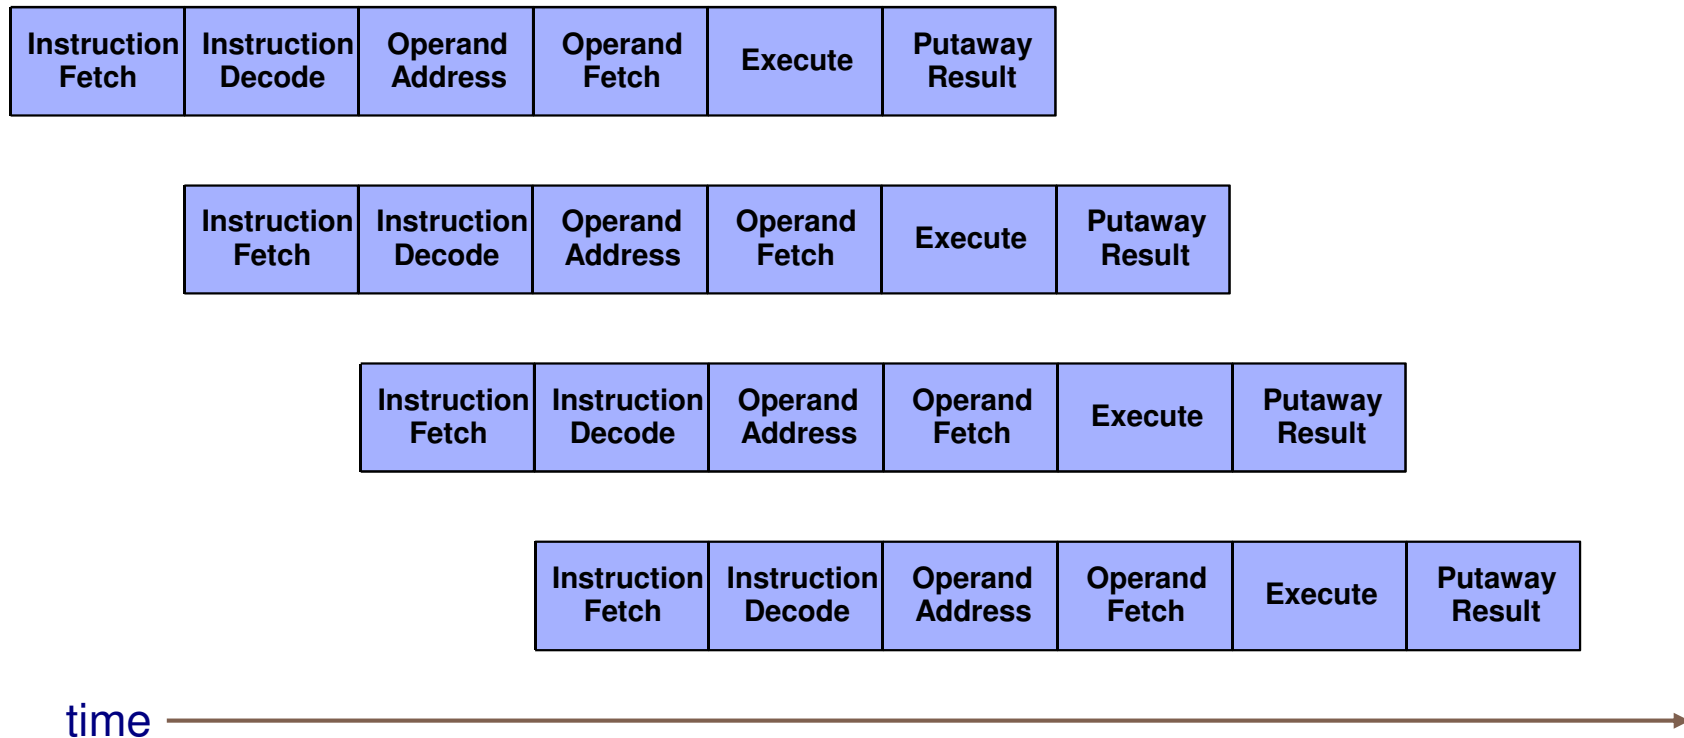 Instruction Instruction Operand Operand Execute Putaway
Fetch Decode Address Fetch Result
Instruction Instruction Operand Operand Execute Putaway
Fetch Decode Address Fetch Result
Instruction Instruction Operand Operand Execute Putaway
Fetch Decode Address Fetch Result
Instruction Instruction Operand Operand Execute Putaway
Fetch Decode Address Fetch Result
time